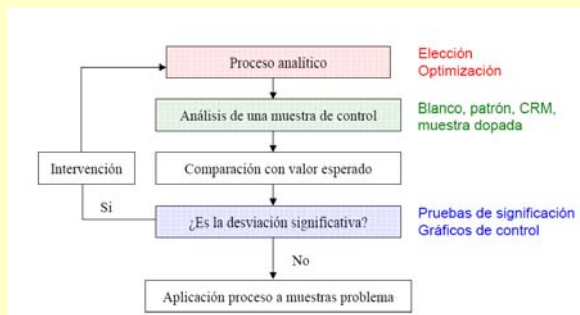 Proceso analítico
Elección
Optimización
Análisis de una muestra de control
Blanco, patrón, CRM,
muestra dopada
Intervención
Comparación con valor esperado
Si
¿Es la desviación significativa?
Pruebas de significación
Gráficos de control
No
Aplicación proceso a muestras problema